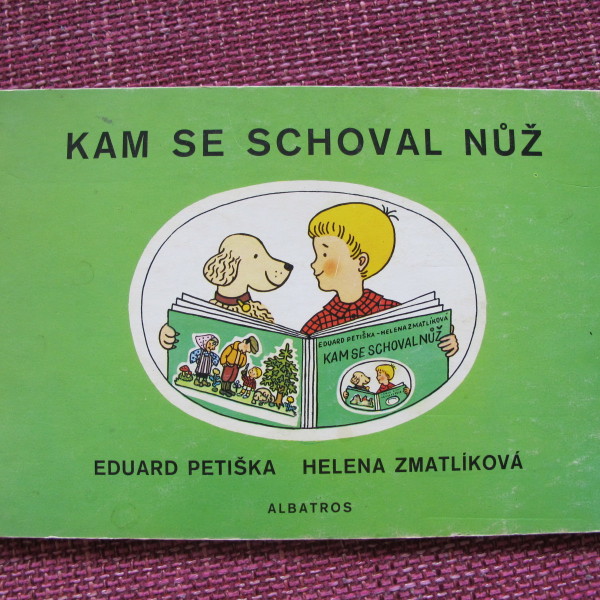 KAM SE SCHOVAL NŮŽ
EDUARD PETIŠKA - HELENA ZMATLÍKOVÁ
KAM SE SCHOVAL NŮŽ
EDUARD PETIŠKA HELENA ZMATLÍKOVÁ
ALBATROS